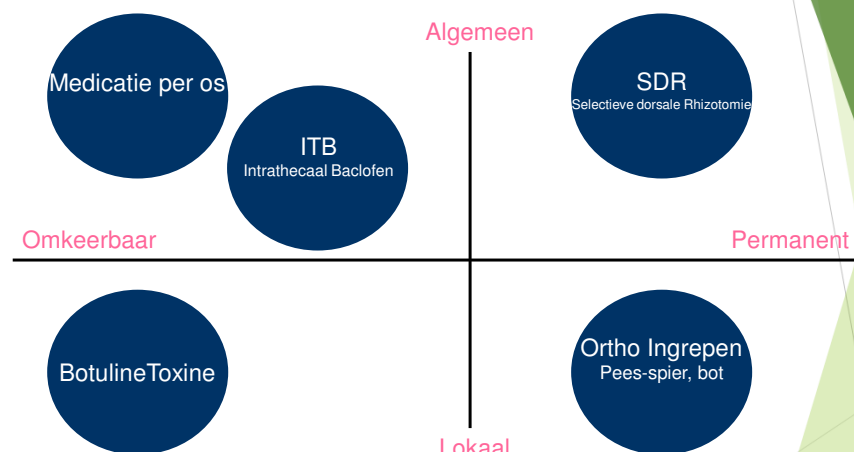 Algemeen
Medicatie per os
SDR
Selectieve dorsale Rhizotomie
ITB
Intrathecaal Baclofen
Omkeerbaar
Permanent
BotulineToxine
Ortho Ingrepen
Pees-spier, bot
Lokaal